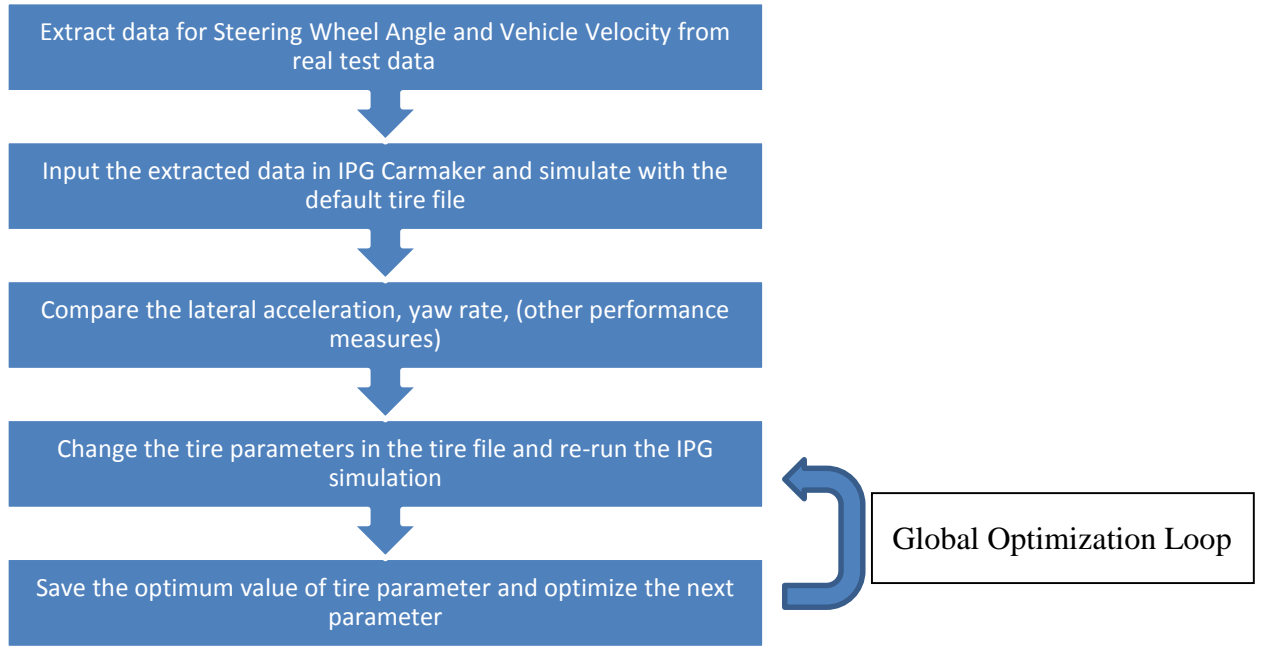 Extract data for Steering Wheel Angle and Vehicle Velocity from
real test data
Input the extracted data in IPG Carmaker and simulate with the
default tire file
Compare the lateral acceleration, yaw rate, (other performance
measures)
Change the tire parameters in the tire file and re-run the IPG
simulation
Global Optimization Loop
Save the optimum value of tire parameter and optimize the next
parameter